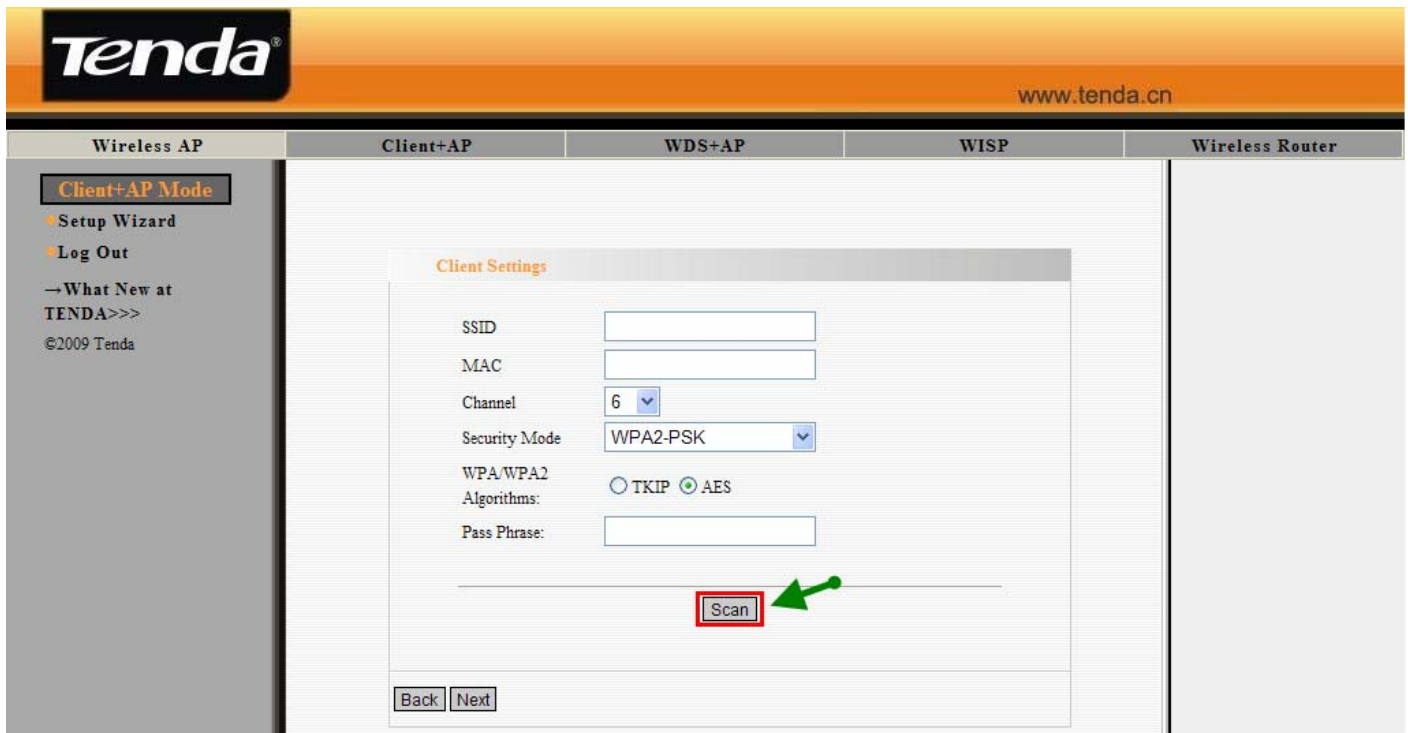 Tenda®
www.tenda.cn
Wireless AP Client+AP WDS+AP WISP Wireless Router
Client+AP Mode
Setup Wizard
Log Out
→What New at
TENDA>>>
©2009 Tenda
Client Settings
SSID
MAC
Channel 6
Security Mode WPA2-PSK
WPA/WPA2
Algorithms: TKIP AES
Pass Phrase:
Scan
Back Next